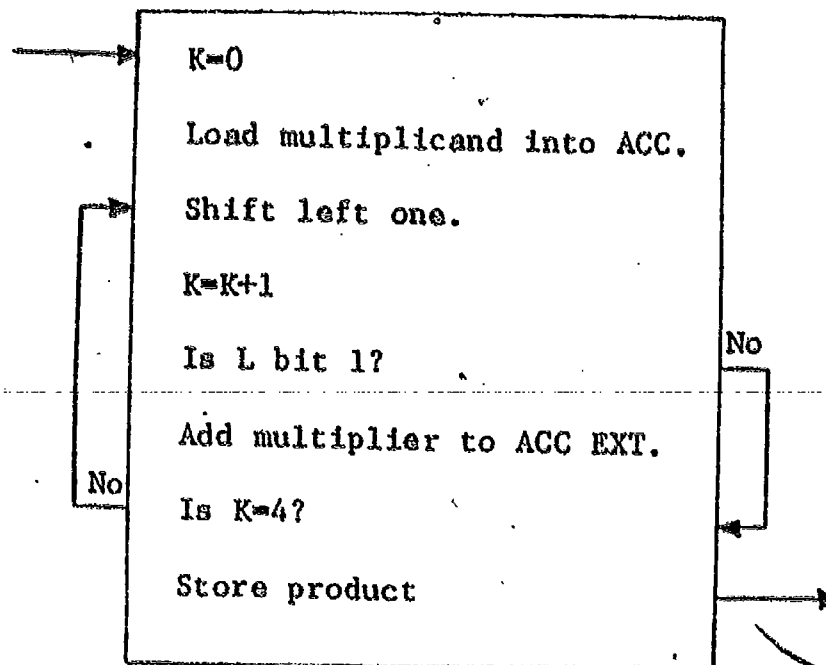 K=0
Load multiplicand into ACC.
Shift left one.
K=K+1
Is L bit 1?
No
Add multiplier to ACC EXT.
No
Is K=4?
Store product